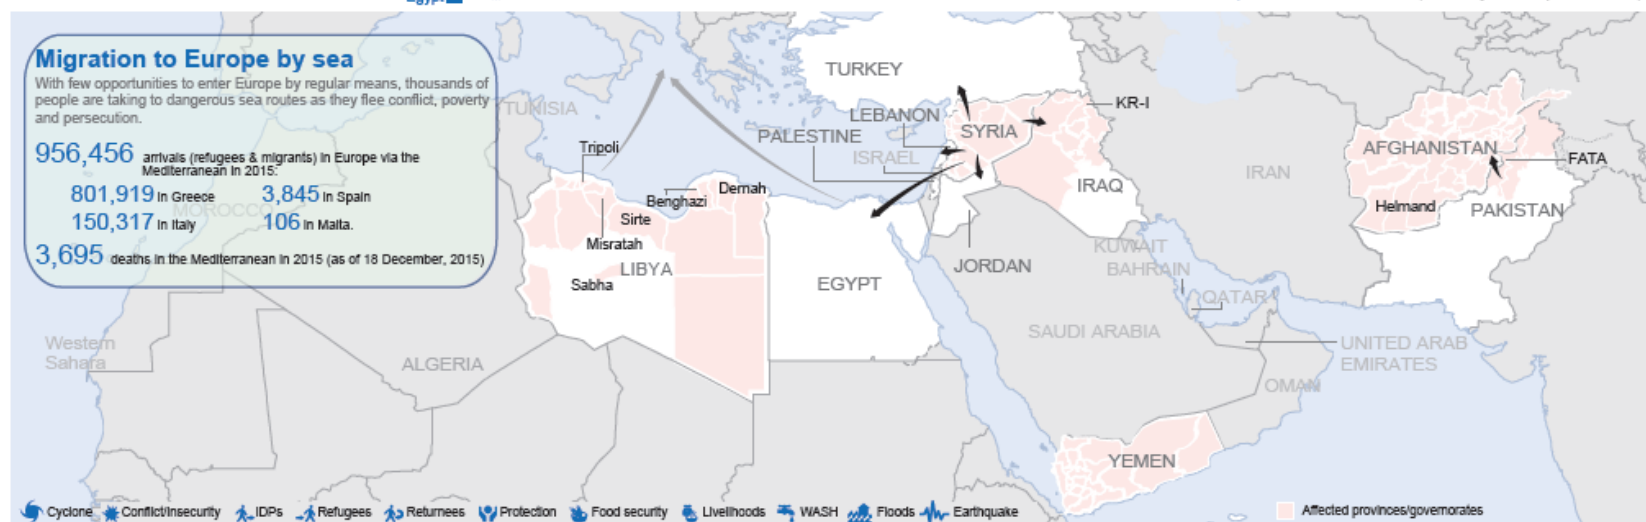 Egypt
Migration to Europe by sea
With few opportunities to enter Europe by regular means, thousands of
people are taking to dangerous sea routes as they flee conflict, poverty
and persecution.
956,456 arrivals (refugees & migrants) in Europe via the
Mediterranean in 2015:
801,919 in Greece 3,845 in Spain
150,317 in Italy 106 in Malta.
3,695 deaths in the Mediterranean in 2015 (as of 18 December, 2015)
MOROCCO
TUNISIA
TURKEY
LEBANON
SYRIA
KR-I
PALESTINE
ISRAEL
IRAQ
IRAN
AFGHANISTAN
FATA
Helmand
PAKISTAN
Tripoli
Benghazi
Dernah
Sirte
Misratah
LIBYA
Sabha
EGYPT
JORDAN
KUWAIT
BAHRAIN
QATAR
SAUDI ARABIA
UNITED ARAB
EMIRATES
OMAN
Western
Sahara
ALGERIA
YEMEN
Cyclone Conflict/Insecurity IDPs Refugees Returnees Protection Food security Livelihoods WASH Floods Earthquake
Affected provinces/governorates